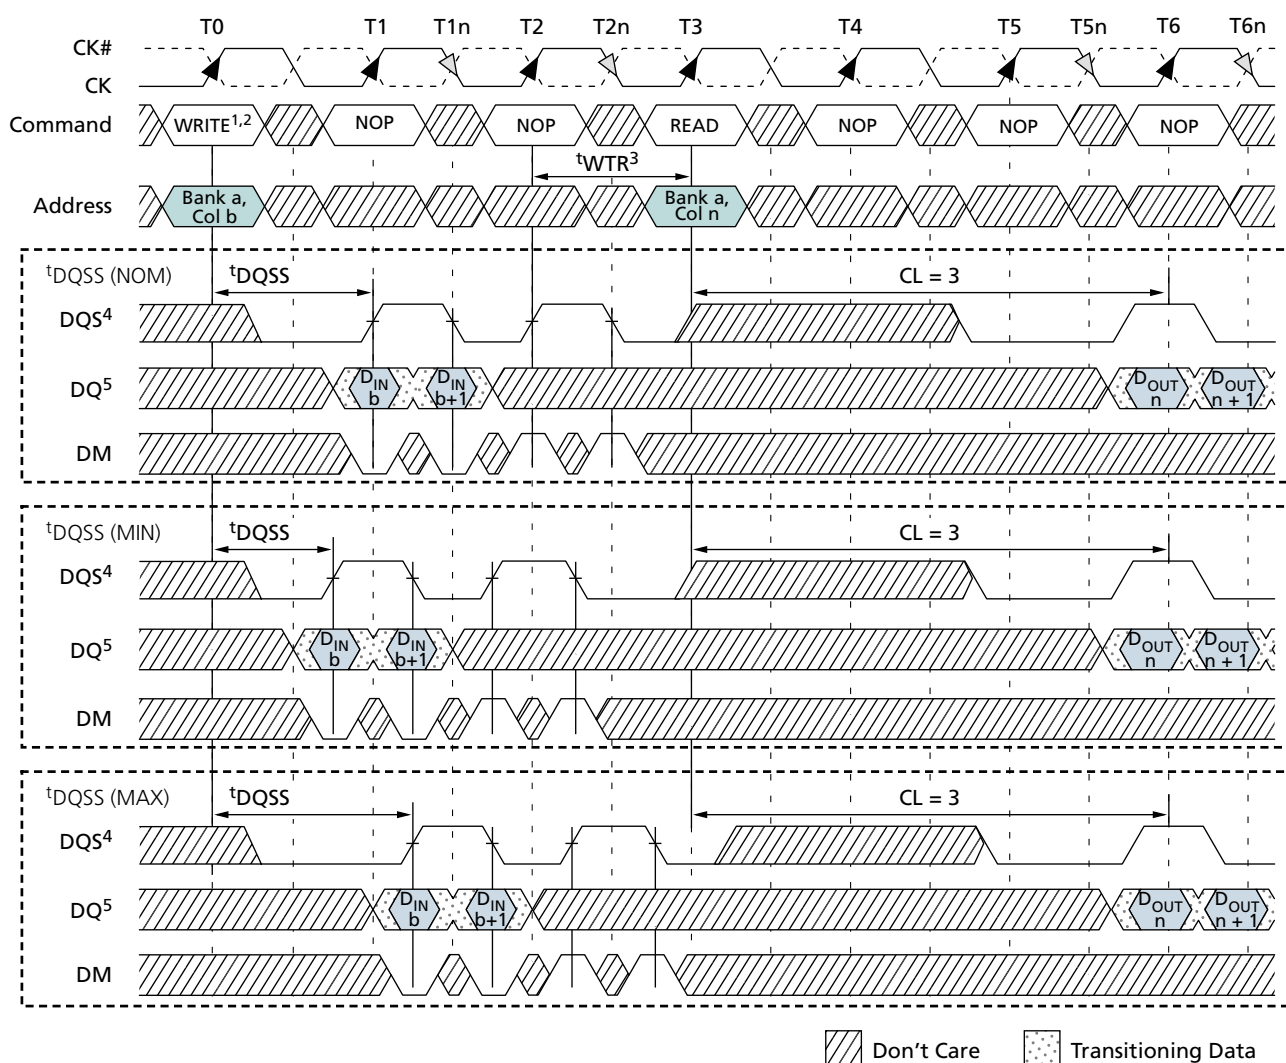 T0 T1 T1n T2 T2n T3 T4 T5 T5n T6 T6n
CK#
CK
Command WRITE1,2 NOP NOP READ NOP NOP NOP
tWTR3
Address Bank a, Col b Bank a, Col n
tDQSS (NOM) tDQSS CL = 3
DQS4
DQ5 DIN b DIN b+1 DOUT n DOUT n + 1
DM
tDQSS (MIN) tDQSS CL = 3
DQS4
DQ5 DIN b DIN b+1 DOUT n DOUT n + 1
DM
tDQSS (MAX) tDQSS CL = 3
DQS4
DQ5 DIN b DIN b+1 DOUT n DOUT n + 1
DM
Don't Care Transitioning Data